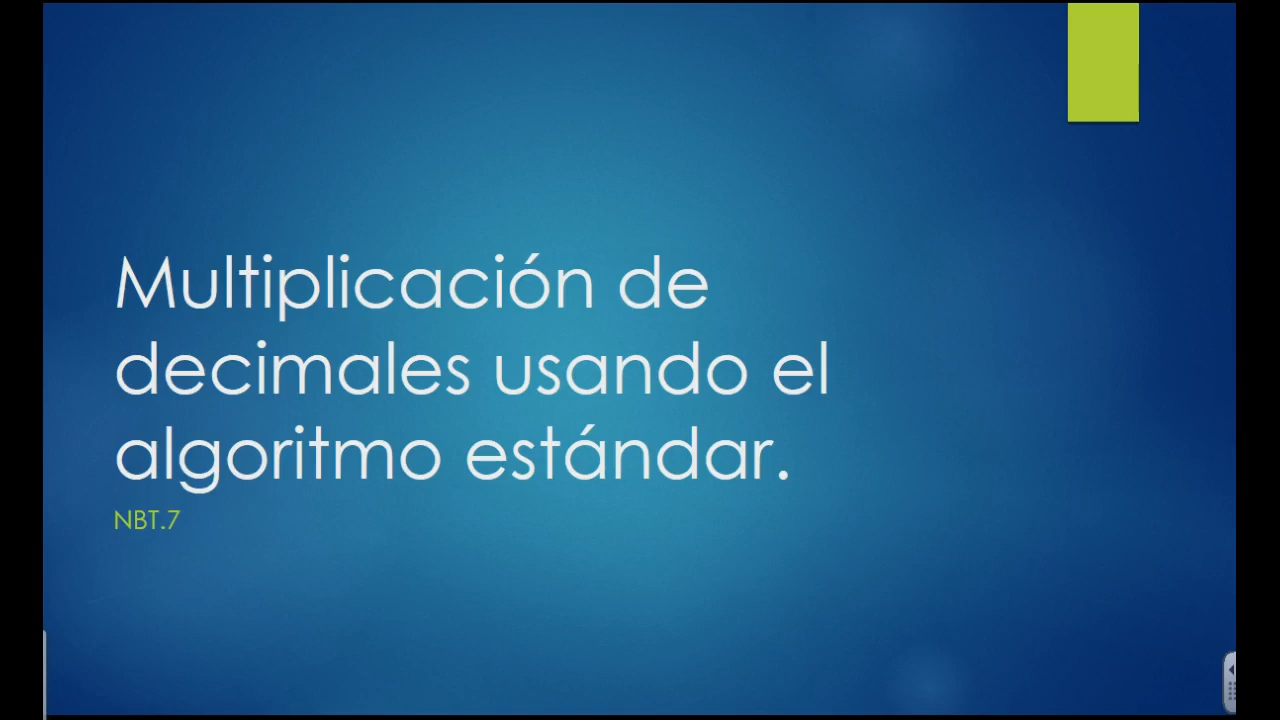 Multiplicación de
decimales usando el
algoritmo estándar.
NBT.7